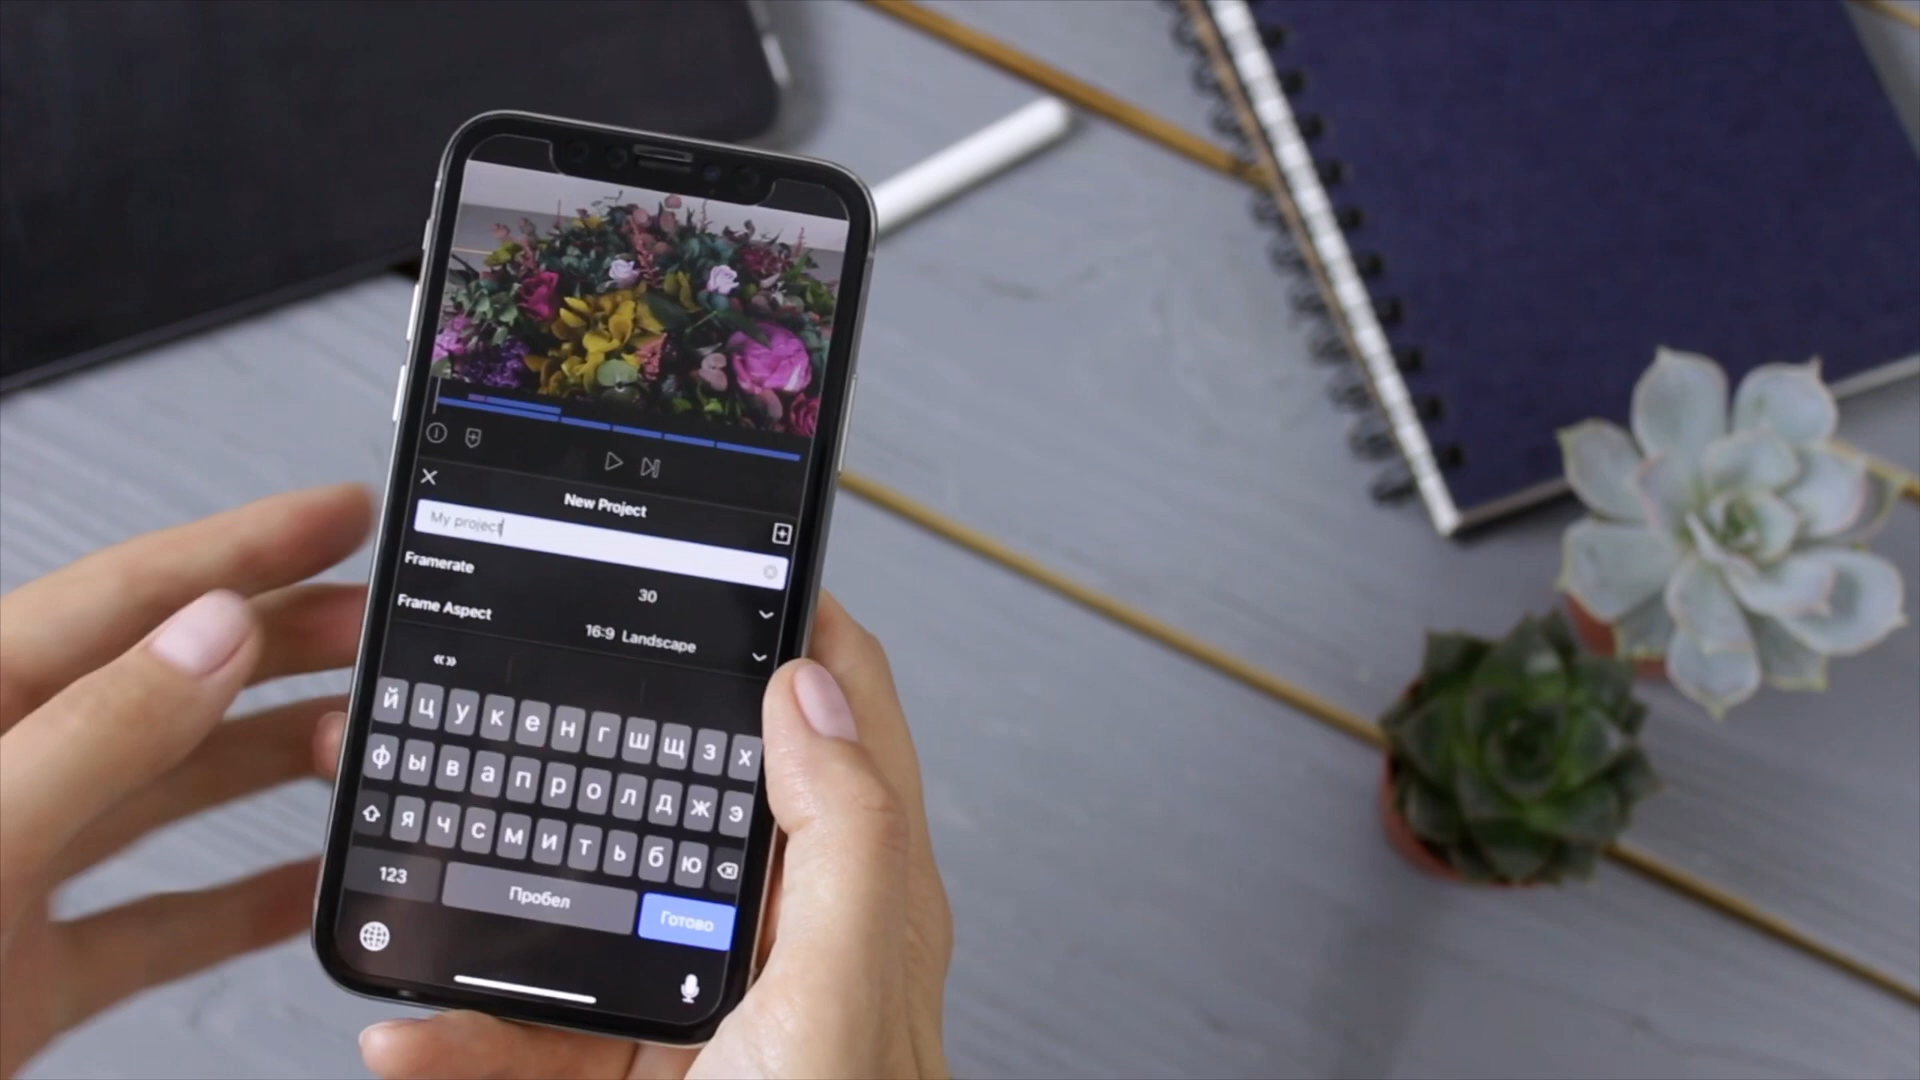 New Project
My project
Framerate
30
Frame Aspect
16:9 Landscape
«»
й ц у к е н г ш щ з х
ф ы в а п р о л д ж э
я ч с м и т ь б ю
123
Пробел
Готово